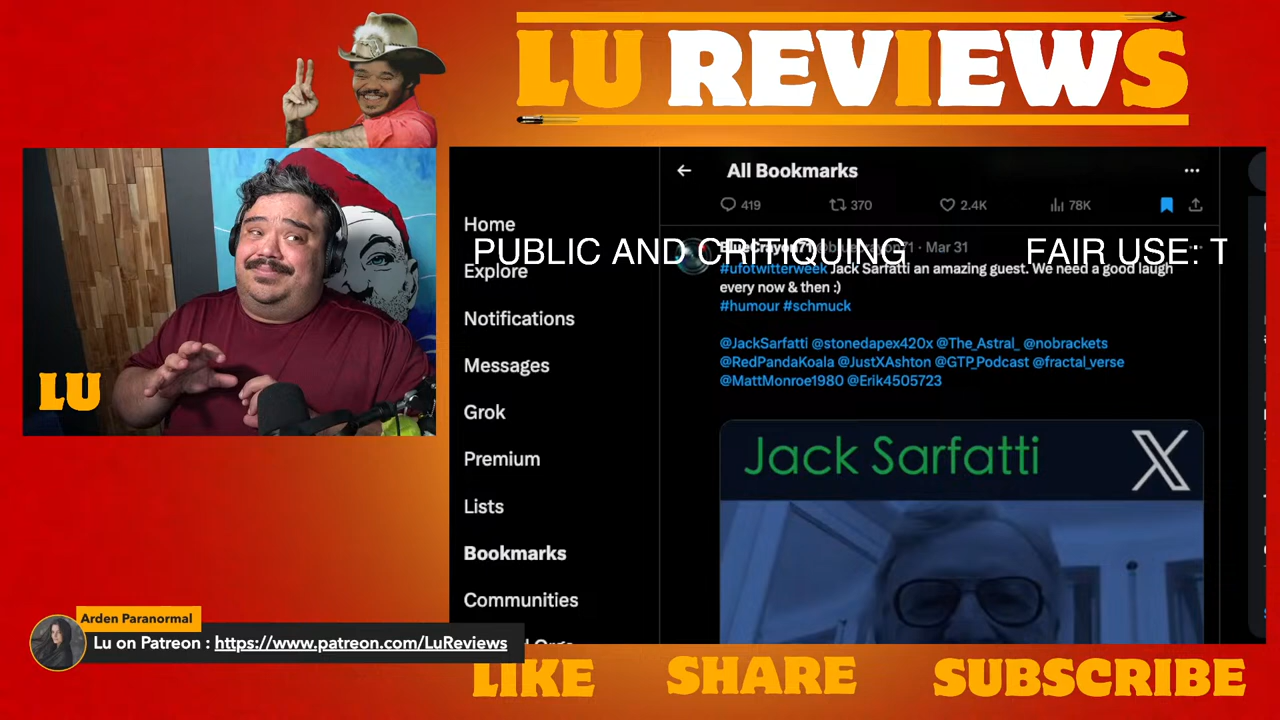 LU REVIEWS
LU
All Bookmarks
419 370 2.4K 78K
PUBLIC AND CRITIQUING FAIR USE: T
BlueCrayon71 @bluecrayon71 · Mar 31
#ufotwitterweek Jack Sarfatti an amazing guest. We need a good laugh
every now & then :)
#humour #schmuck
@JackSarfatti @stonedapex420x @The_Astral_ @nobrackets
@RedPandaKoala @JustXAshton @GTP_Podcast @fractal_verse
@MattMonroe1980 @Erik4505723
Jack Sarfatti X
Home
Explore
Notifications
Messages
Grok
Premium
Lists
Bookmarks
Communities
Arden Paranormal
Lu on Patreon : https://www.patreon.com/LuReviews
LIKE SHARE SUBSCRIBE